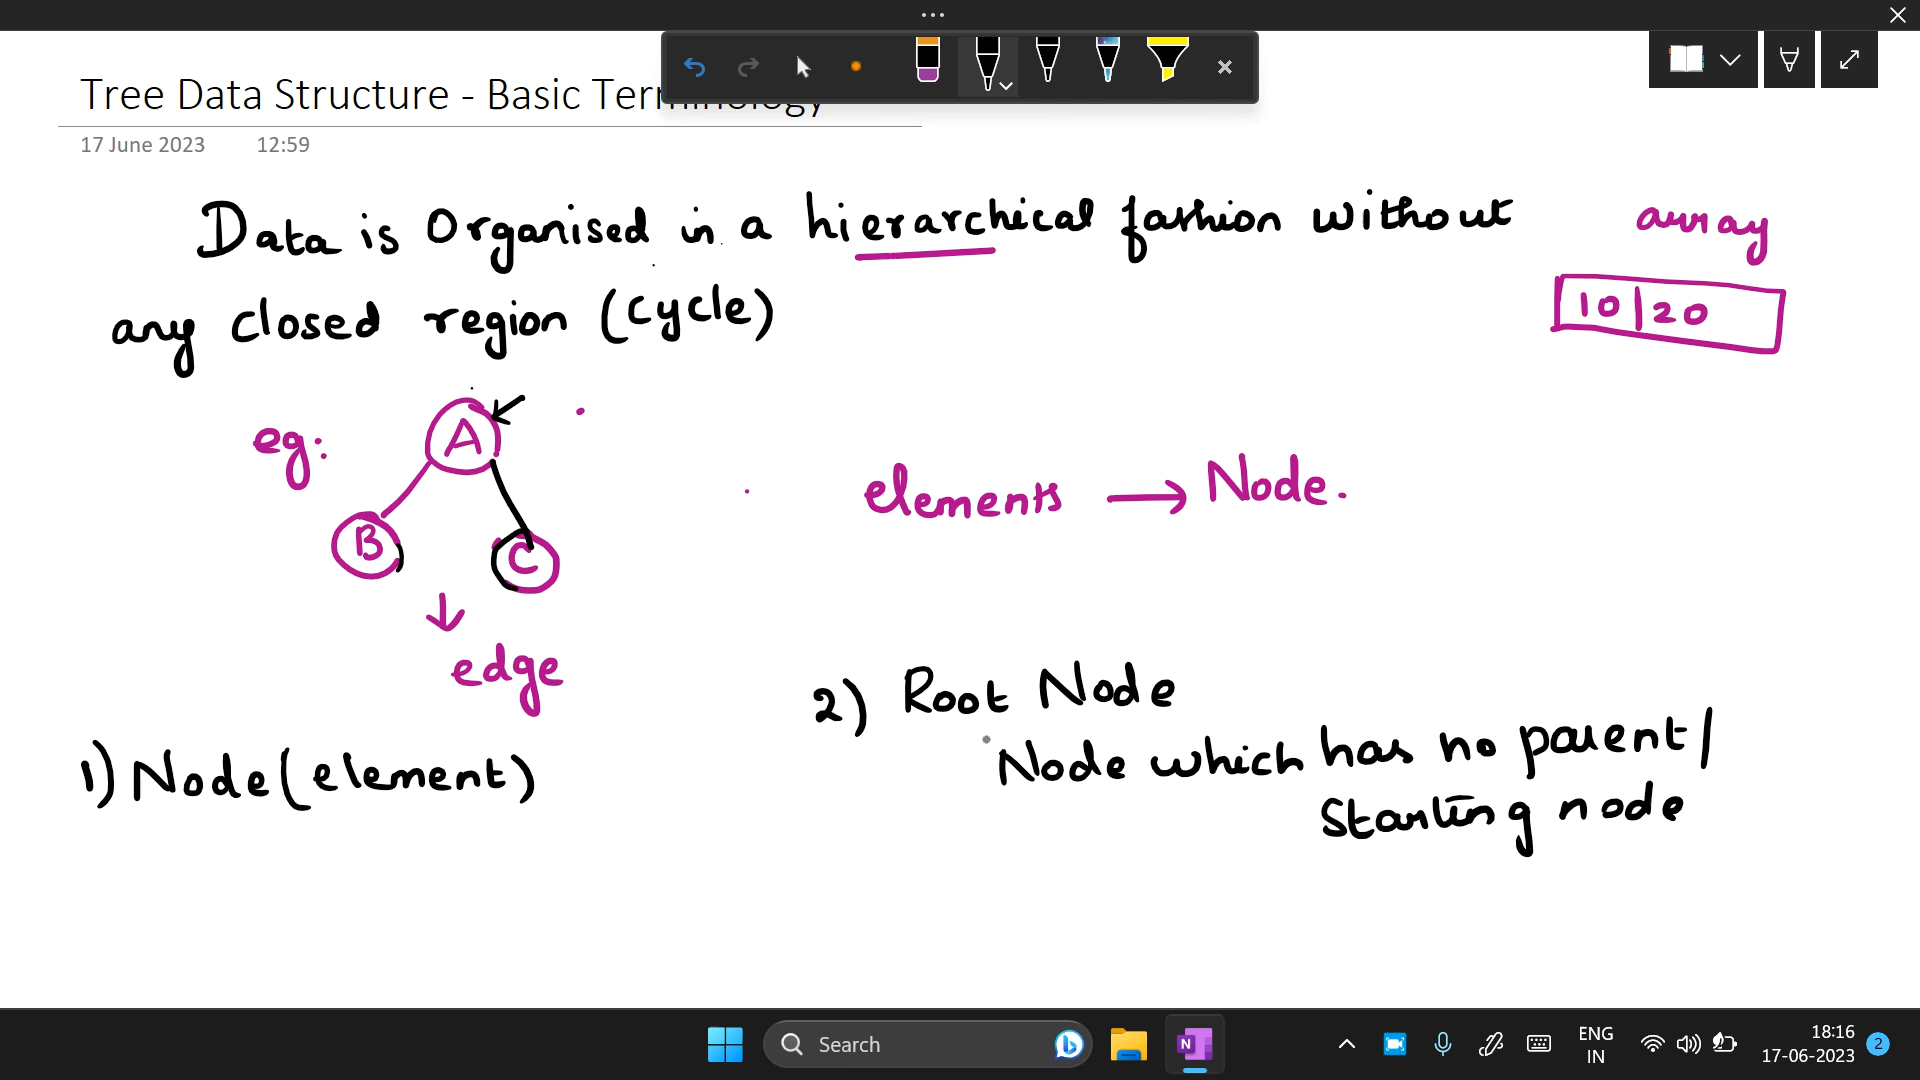 Tree Data Structure - Basic Terminology
17 June 2023 12:59
Data is Organised in a hierarchical fashion without
any closed region (cycle)
array
10 | 20
eg:
A
B
C
edge
elements → Node.
1) Node (element)
2) Root Node
Node which has no parent/
Starting node
Search
N
ENG
IN
18:16
17-06-2023
2